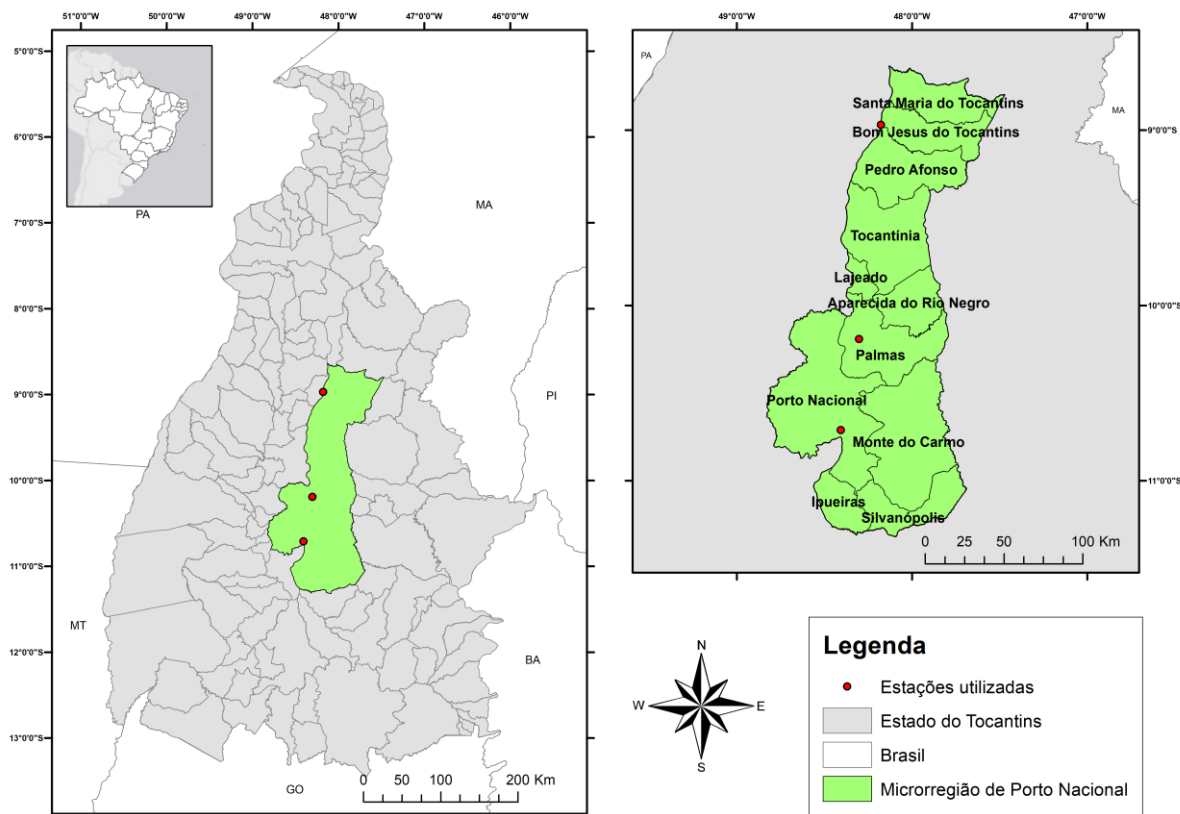 51°0'0"W 50°0'0"W 49°0'0"W 48°0'0"W 47°0'0"W 46°0'0"W
5°0'0"S
6°0'0"S
7°0'0"S
8°0'0"S
9°0'0"S
10°0'0"S
11°0'0"S
12°0'0"S
13°0'0"S
PA
MA
PI
MT
BA
GO
0 50 100 200 Km
49°0'0"W 48°0'0"W 47°0'0"W
PA
MA
Santa Maria do Tocantins
Bom Jesus do Tocantins
Pedro Afonso
Tocantínia
Lajeado
Aparecida do Rio Negro
Palmas
Porto Nacional
Monte do Carmo
Ipueiras
Silvanópolis
9°0'0"S
10°0'0"S
11°0'0"S
0 25 50 100 Km
N
W E
S
Legenda
Estações utilizadas
Estado do Tocantins
Brasil
Microrregião de Porto Nacional